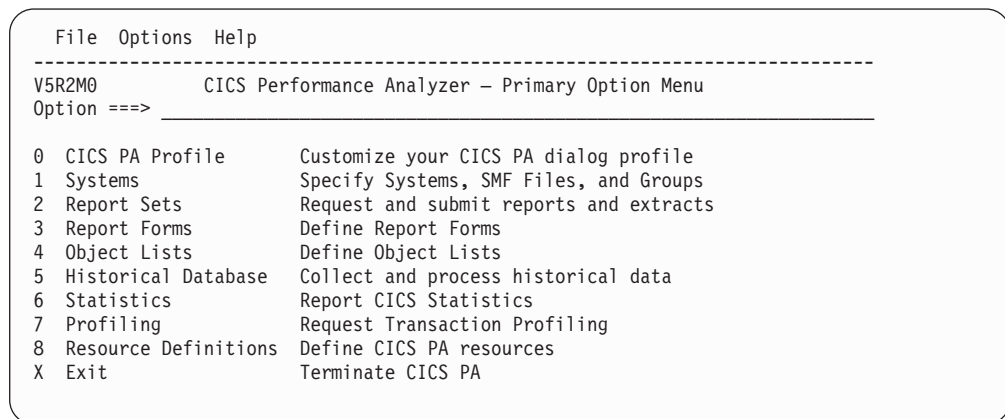 File Options Help
--------------------------------------------------------------------------------
V5R2M0 CICS Performance Analyzer – Primary Option Menu
Option ===> ____________________________________________________________________
0 CICS PA Profile Customize your CICS PA dialog profile
1 Systems Specify Systems, SMF Files, and Groups
2 Report Sets Request and submit reports and extracts
3 Report Forms Define Report Forms
4 Object Lists Define Object Lists
5 Historical Database Collect and process historical data
6 Statistics Report CICS Statistics
7 Profiling Request Transaction Profiling
8 Resource Definitions Define CICS PA resources
X Exit Terminate CICS PA